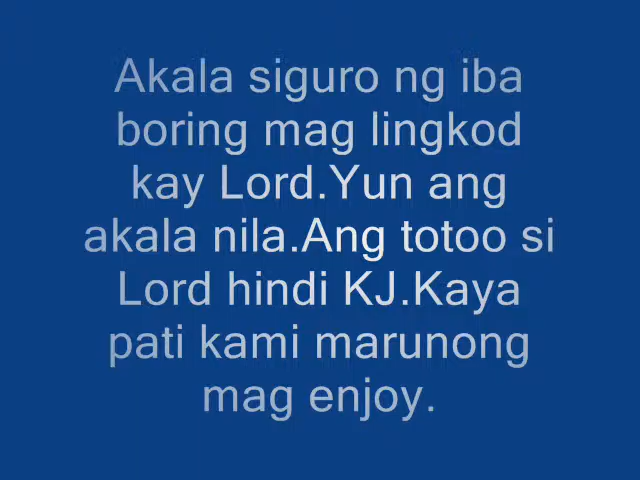 Akala siguro ng iba
boring mag lingkod
kay Lord.Yun ang
akala nila.Ang totoo si
Lord hindi KJ.Kaya
pati kami marunong
mag enjoy.